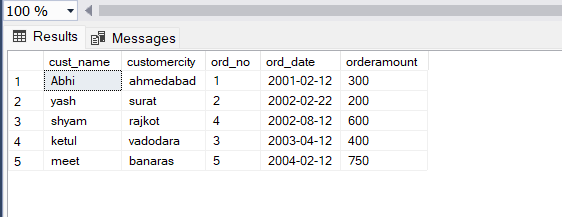 100 %
Results Messages
cust_name customercity ord_no ord_date orderamount
1 Abhi ahmedabad 1 2001-02-12 300
2 yash surat 2 2002-02-22 200
3 shyam rajkot 4 2002-08-12 600
4 ketul vadodara 3 2003-04-12 400
5 meet banaras 5 2004-02-12 750